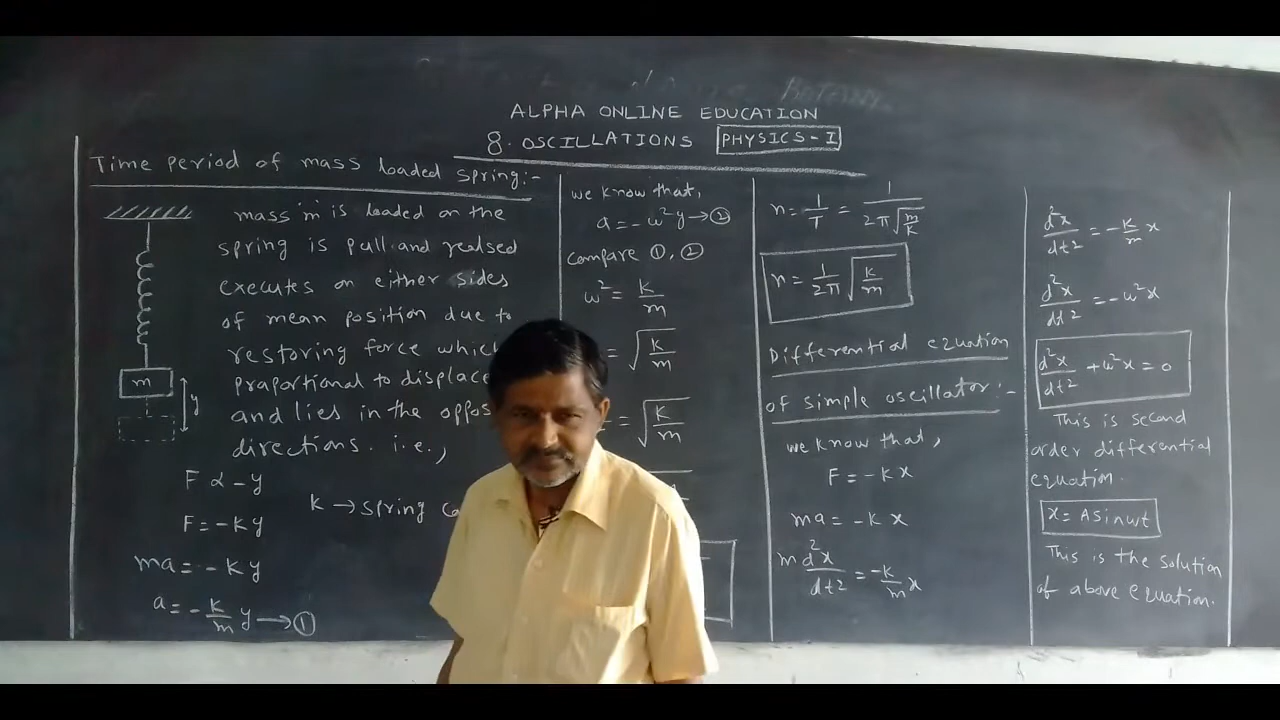 ALPHA ONLINE EDUCATION
8. OSCILLATIONS PHYSICS - I
Time period of mass loaded spring:-
mass 'm' is loaded on the
spring is pull and realsed
executes on either sides
of mean position due to
restoring force which
praportional to displace
and lies in the oppos
directions. i.e.,
m
y
F ∝ -y
F = -Ky
K → spring
ma = -Ky
a = -K/m y → ①
we know that,
a = -ω²y → ②
compare ①, ②
ω² = K/m
= √(K/m)
= √(K/m)
n = 1/T = 1/(2π√(m/K))
n = 1/2π √(K/m)
Differential equation
of simple oscillator:-
we know that,
F = -Kx
ma = -Kx
m d²x/dt² = -K/m x
d²x/dt² = -K/m x
d²x/dt² = -ω²x
d²x/dt² + ω²x = 0
This is second
order differential
equation.
x = A sin ωt
This is the solution
of above equation.